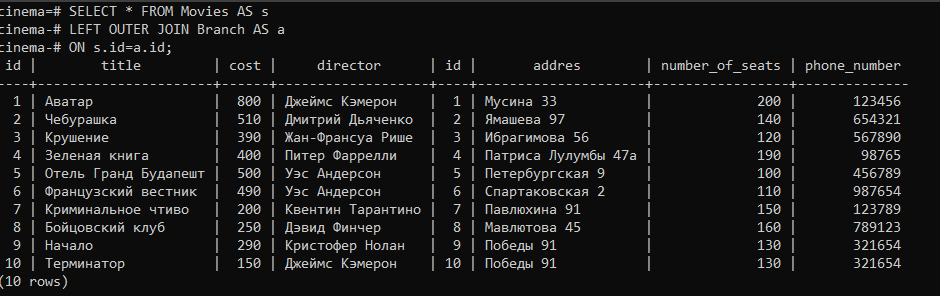 cinema=# SELECT * FROM Movies AS s
cinema-# LEFT OUTER JOIN Branch AS a
cinema-# ON s.id=a.id;
 id |        title         | cost |     director      | id |       addres       | number_of_seats | phone_number
----+----------------------+------+-------------------+----+--------------------+-----------------+--------------
  1 | Аватар               |  800 | Джеймс Кэмерон    |  1 | Мусина 33          |             200 |       123456
  2 | Чебурашка            |  510 | Дмитрий Дьяченко  |  2 | Ямашева 97         |             140 |       654321
  3 | Крушение             |  390 | Жан-Франсуа Рише  |  3 | Ибрагимова 56      |             120 |       567890
  4 | Зеленая книга        |  400 | Питер Фаррелли    |  4 | Патриса Лулумбы 47а |             190 |        98765
  5 | Отель Гранд Будапешт |  500 | Уэс Андерсон      |  5 | Петербургская 9    |             100 |       456789
  6 | Французский вестник  |  490 | Уэс Андерсон      |  6 | Спартаковская 2    |             110 |       987654
  7 | Криминальное чтиво   |  200 | Квентин Тарантино |  7 | Павлюхина 91       |             150 |       123789
  8 | Бойцовский клуб      |  250 | Дэвид Финчер      |  8 | Мавлютова 45       |             160 |       789123
  9 | Начало               |  290 | Кристофер Нолан   |  9 | Победы 91          |             130 |       321654
 10 | Терминатор           |  150 | Джеймс Кэмерон    | 10 | Победы 91          |             130 |       321654
(10 rows)